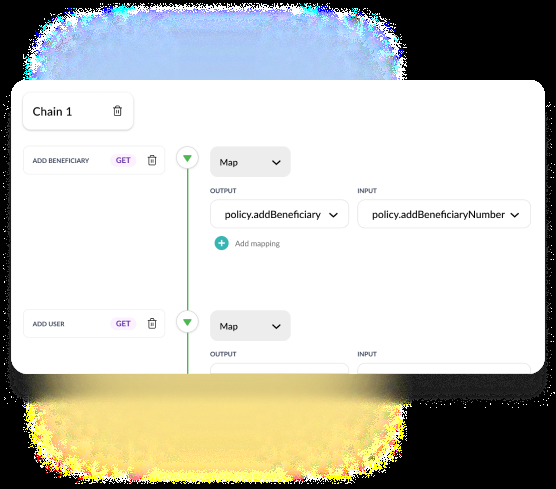 Chain 1
ADD BENEFICIARY GET
Map
OUTPUT INPUT
policy.addBeneficiary policy.addBeneficiaryNumber
Add mapping
ADD USER GET
Map
OUTPUT INPUT